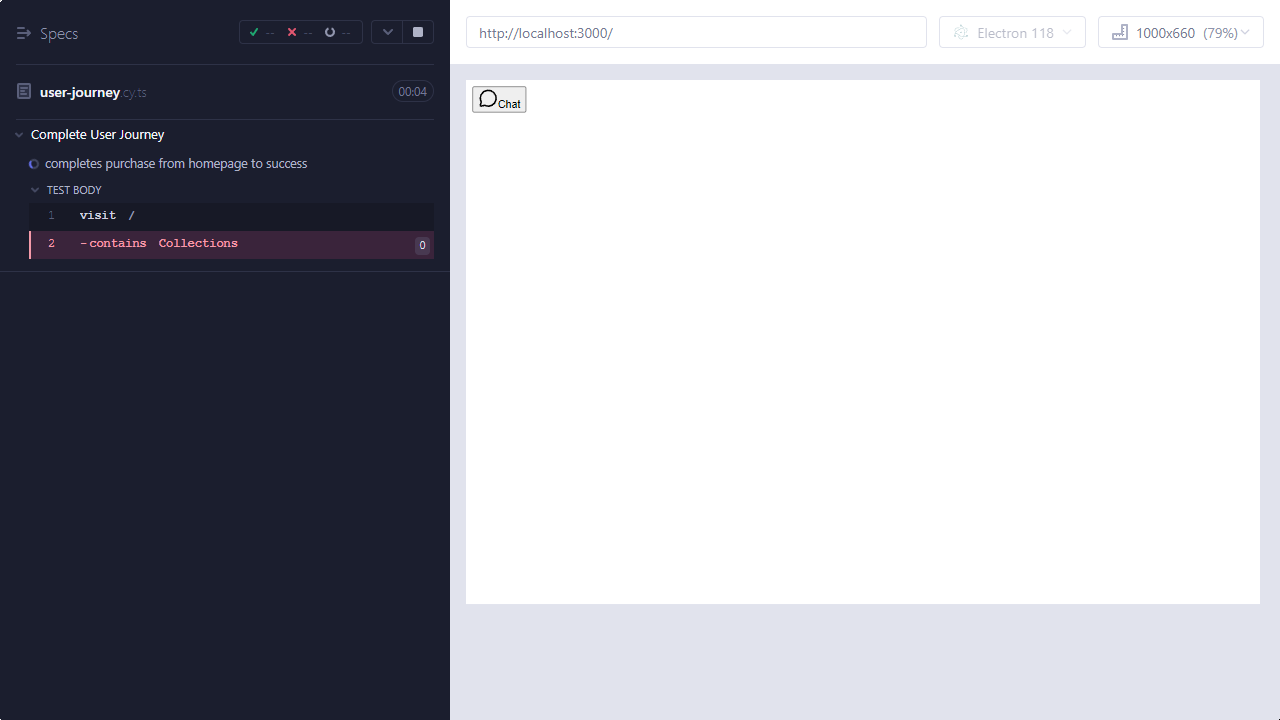 Specs
-- -- --
user-journey.cy.ts
00:04
Complete User Journey
completes purchase from homepage to success
TEST BODY
1 visit /
2 -contains Collections 0
http://localhost:3000/
Electron 118
1000x660 (79%)
Chat